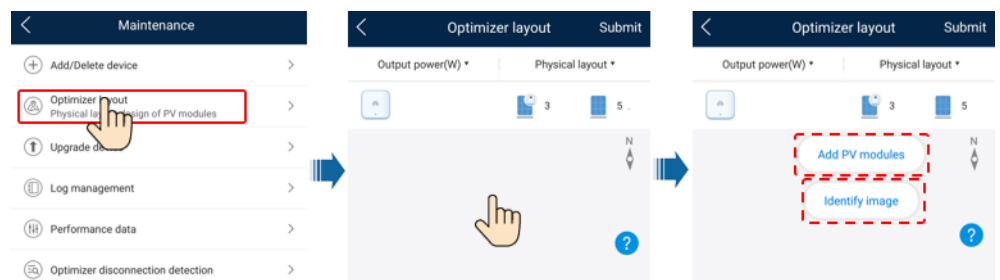 Maintenance
Add/Delete device
Optimizer layout
Physical layout design of PV modules
Upgrade device
Log management
Performance data
Optimizer disconnection detection
Optimizer layout Submit
Output power(W) Physical layout
3 5
N
?
Optimizer layout Submit
Output power(W) Physical layout
3 5
N
Add PV modules
Identify image
?